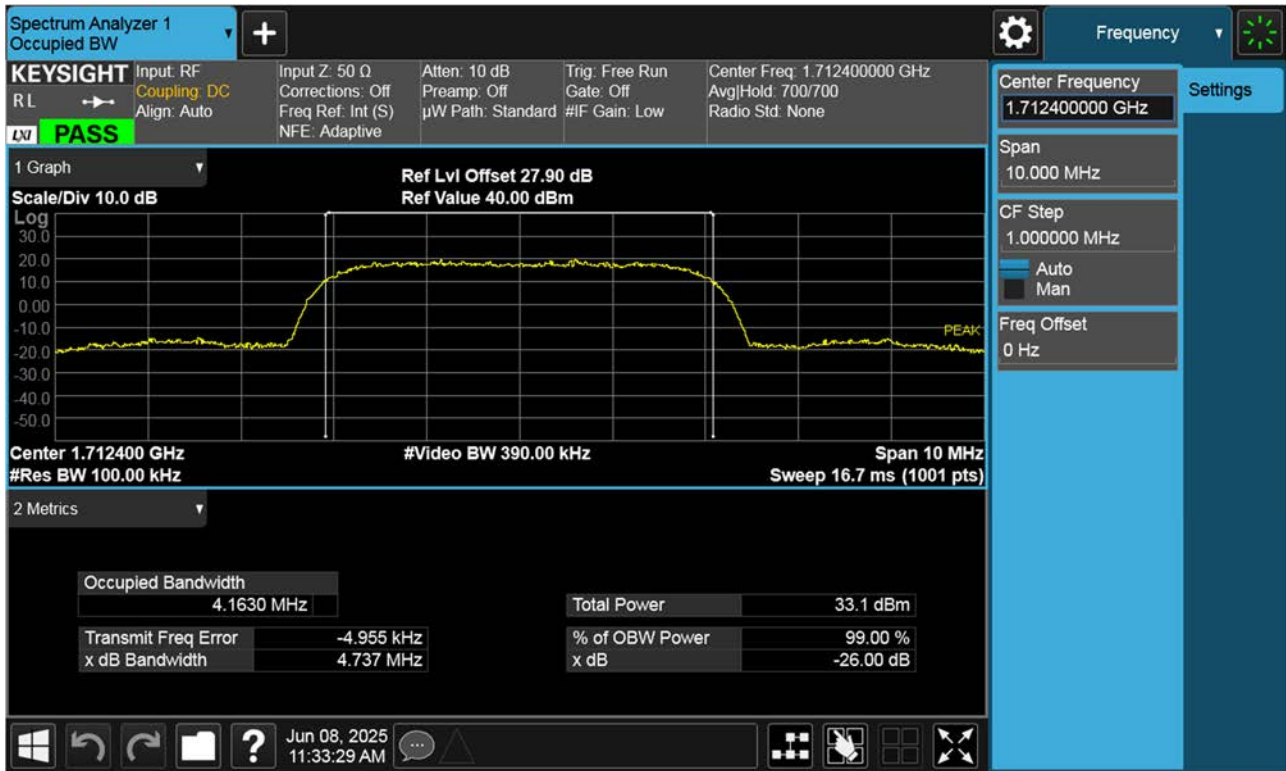 Spectrum Analyzer 1
Occupied BW
+
Frequency
KEYSIGHT
RL
LXI PASS
Input: RF
Coupling: DC
Align: Auto
Input Z: 50 Ω
Corrections: Off
Freq Ref: Int (S)
NFE: Adaptive
Atten: 10 dB
Preamp: Off
µW Path: Standard
Trig: Free Run
Gate: Off
#IF Gain: Low
Center Freq: 1.712400000 GHz
Avg|Hold: 700/700
Radio Std: None
Center Frequency
1.712400000 GHz
Settings
Span
10.000 MHz
CF Step
1.000000 MHz
Auto
Man
Freq Offset
0 Hz
1 Graph
Ref Lvl Offset 27.90 dB
Scale/Div 10.0 dB
Ref Value 40.00 dBm
Log
30.0
20.0
10.0
0.00
-10.0
PEAK
-20.0
-30.0
-40.0
-50.0
Center 1.712400 GHz
#Video BW 390.00 kHz
Span 10 MHz
#Res BW 100.00 kHz
Sweep 16.7 ms (1001 pts)
2 Metrics
Occupied Bandwidth
4.1630 MHz
Total Power 33.1 dBm
Transmit Freq Error -4.955 kHz
% of OBW Power 99.00 %
x dB Bandwidth 4.737 MHz
x dB -26.00 dB
?
Jun 08, 2025
11:33:29 AM